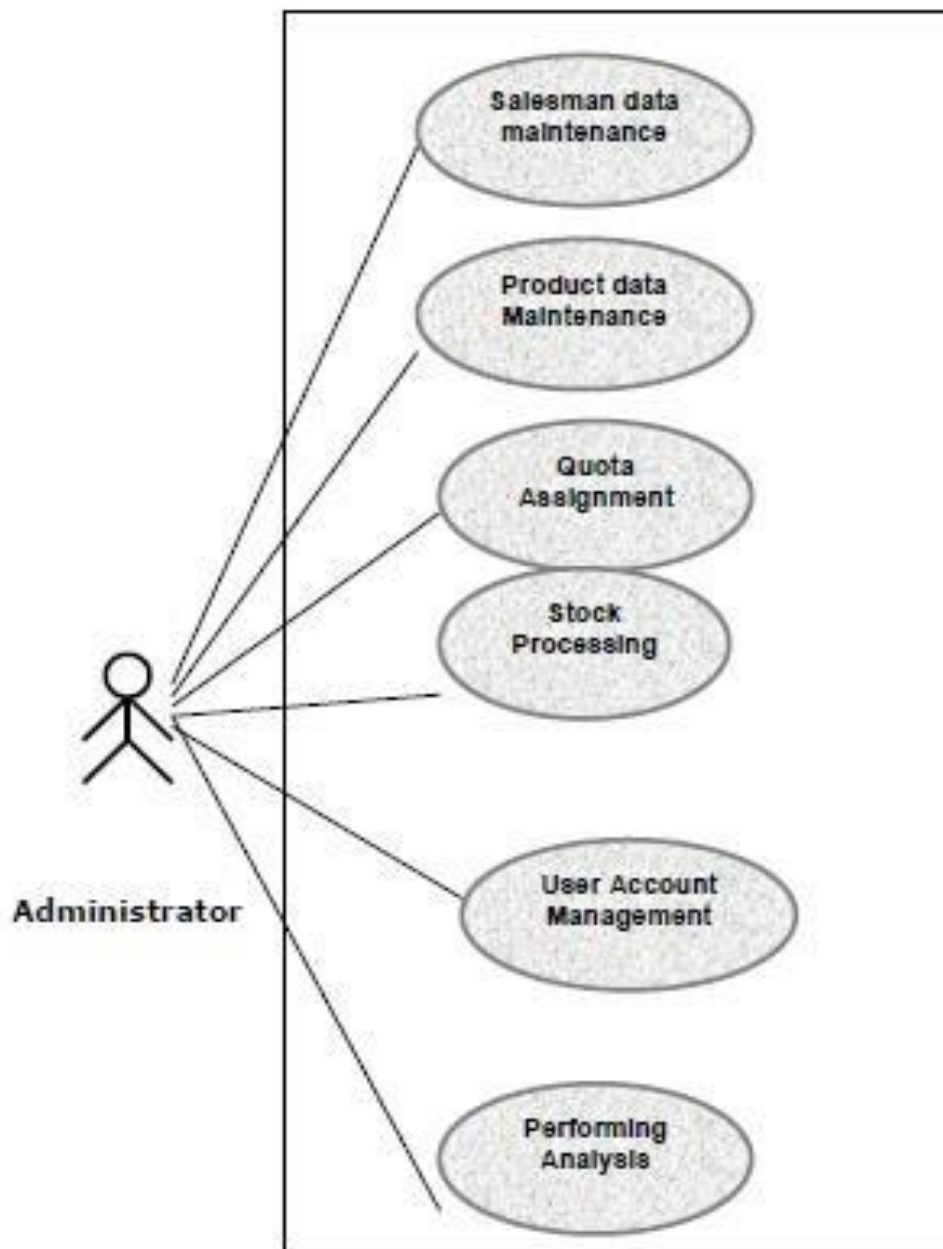 Salesman data
maintenance
Product data
Maintenance
Quota
Assignment
Stock
Processing
Administrator
User Account
Management
Performing
Analysis